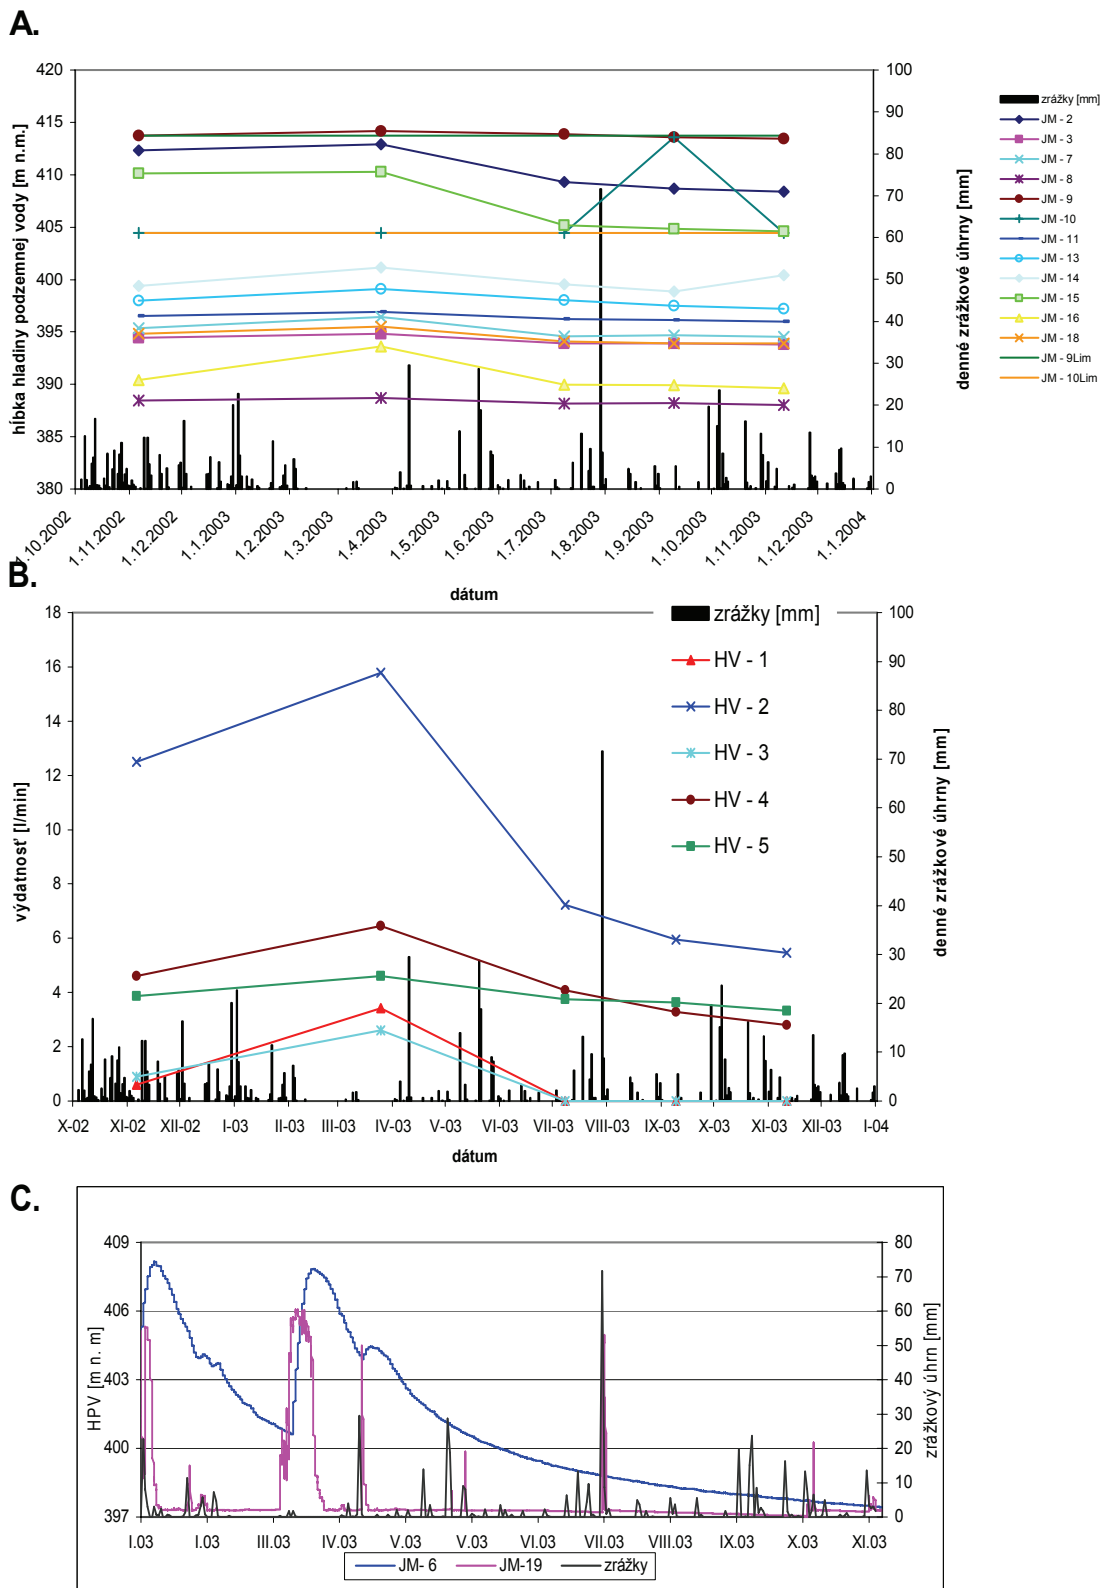 A.
420
415
410
405
400
395
390
385
380
100
90
80
70
60
50
40
30
20
10
0
hĺbka hladiny podzemnej vody [m n.m.]
denné zrážkové úhrny [mm]
1.10.2002
1.11.2002
1.12.2002
1.1.2003
1.2.2003
1.3.2003
1.4.2003
1.5.2003
1.6.2003
1.7.2003
1.8.2003
1.9.2003
1.10.2003
1.11.2003
1.12.2003
1.1.2004
dátum
zrážky [mm]
JM - 2
JM - 3
JM - 7
JM - 8
JM - 9
JM -10
JM - 11
JM - 13
JM - 14
JM - 15
JM - 16
JM - 18
JM - 9Lim
JM - 10Lim
B.
18
16
14
12
10
8
6
4
2
0
100
90
80
70
60
50
40
30
20
10
0
výdatnosť [l/min]
denné zrážkové úhrny [mm]
zrážky [mm]
HV - 1
HV - 2
HV - 3
HV - 4
HV - 5
X-02 XI-02 XII-02 I-03 II-03 III-03 IV-03 V-03 VI-03 VII-03 VIII-03 IX-03 X-03 XI-03 XII-03 I-04
dátum
C.
409
406
403
400
397
80
70
60
50
40
30
20
10
0
HPV [m n. m]
zrážkový úhrn [mm]
I.03 I.03 III.03 IV.03 V.03 V.03 VI.03 VII.03 VIII.03 IX.03 X.03 XI.03
JM- 6 JM-19 zrážky